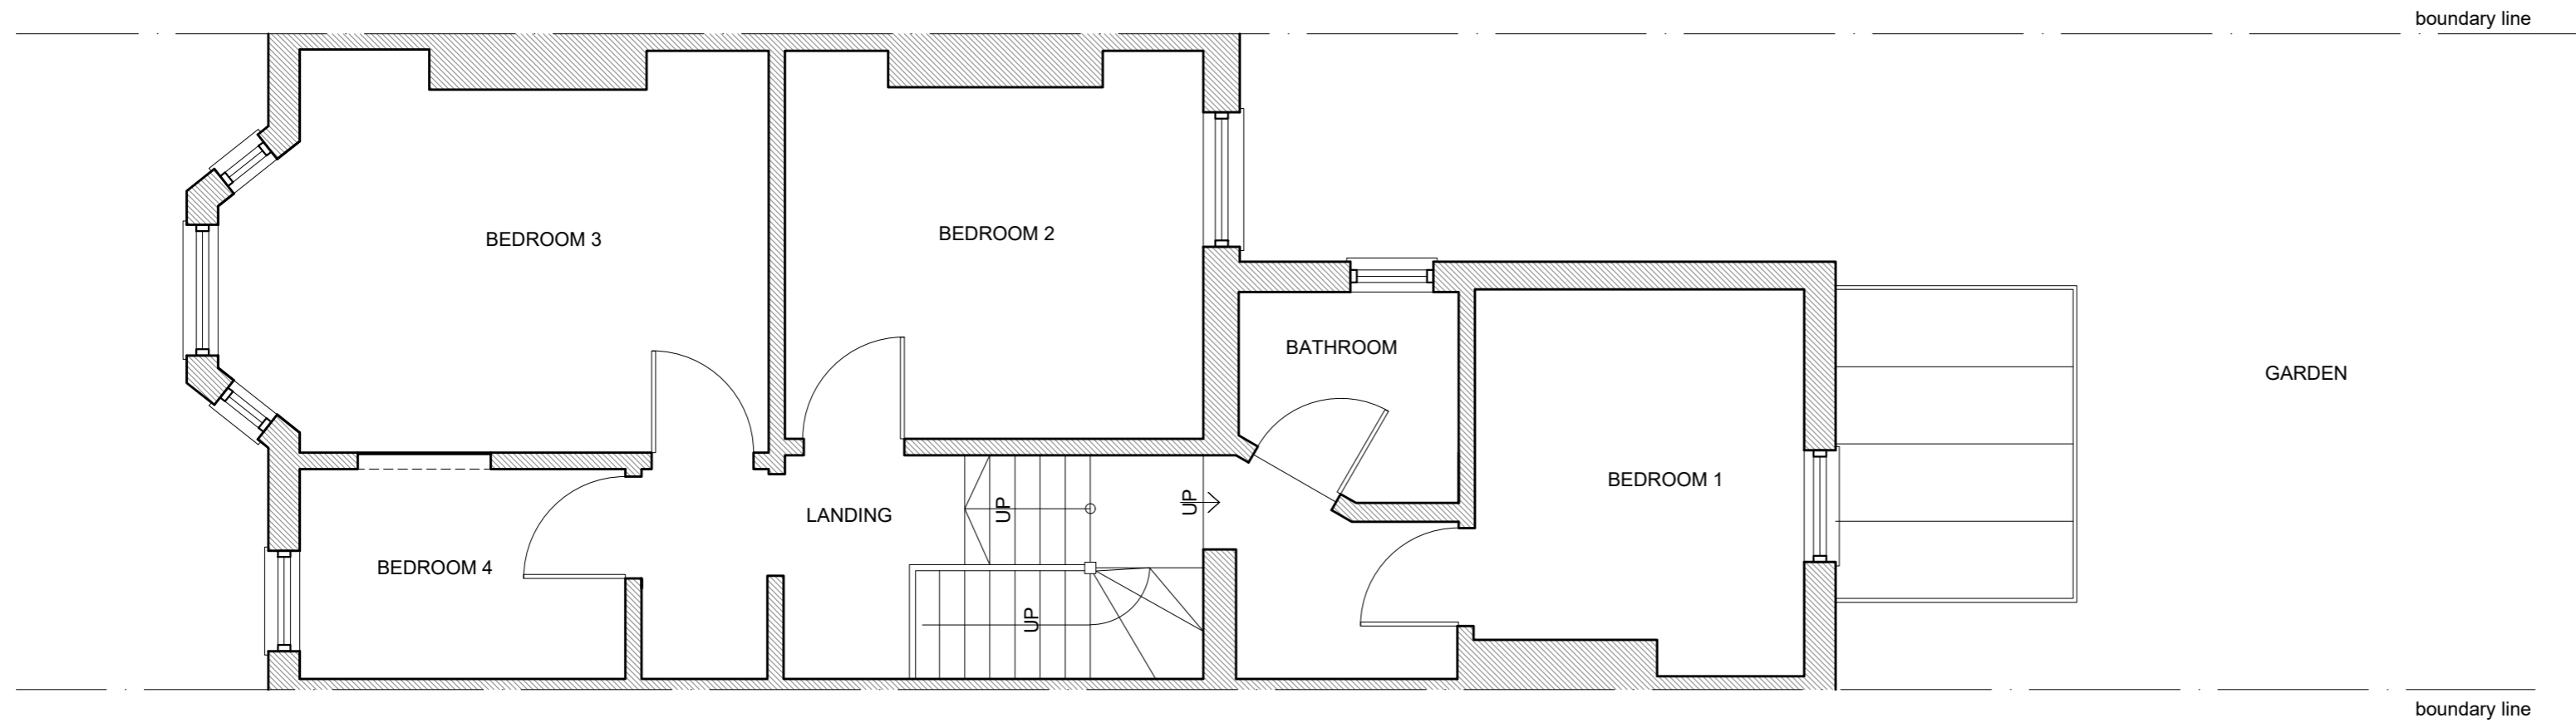 boundary line
BEDROOM 3
BEDROOM 2
BATHROOM
GARDEN
BEDROOM 1
UP
UP
LANDING
BEDROOM 4
UP
boundary line